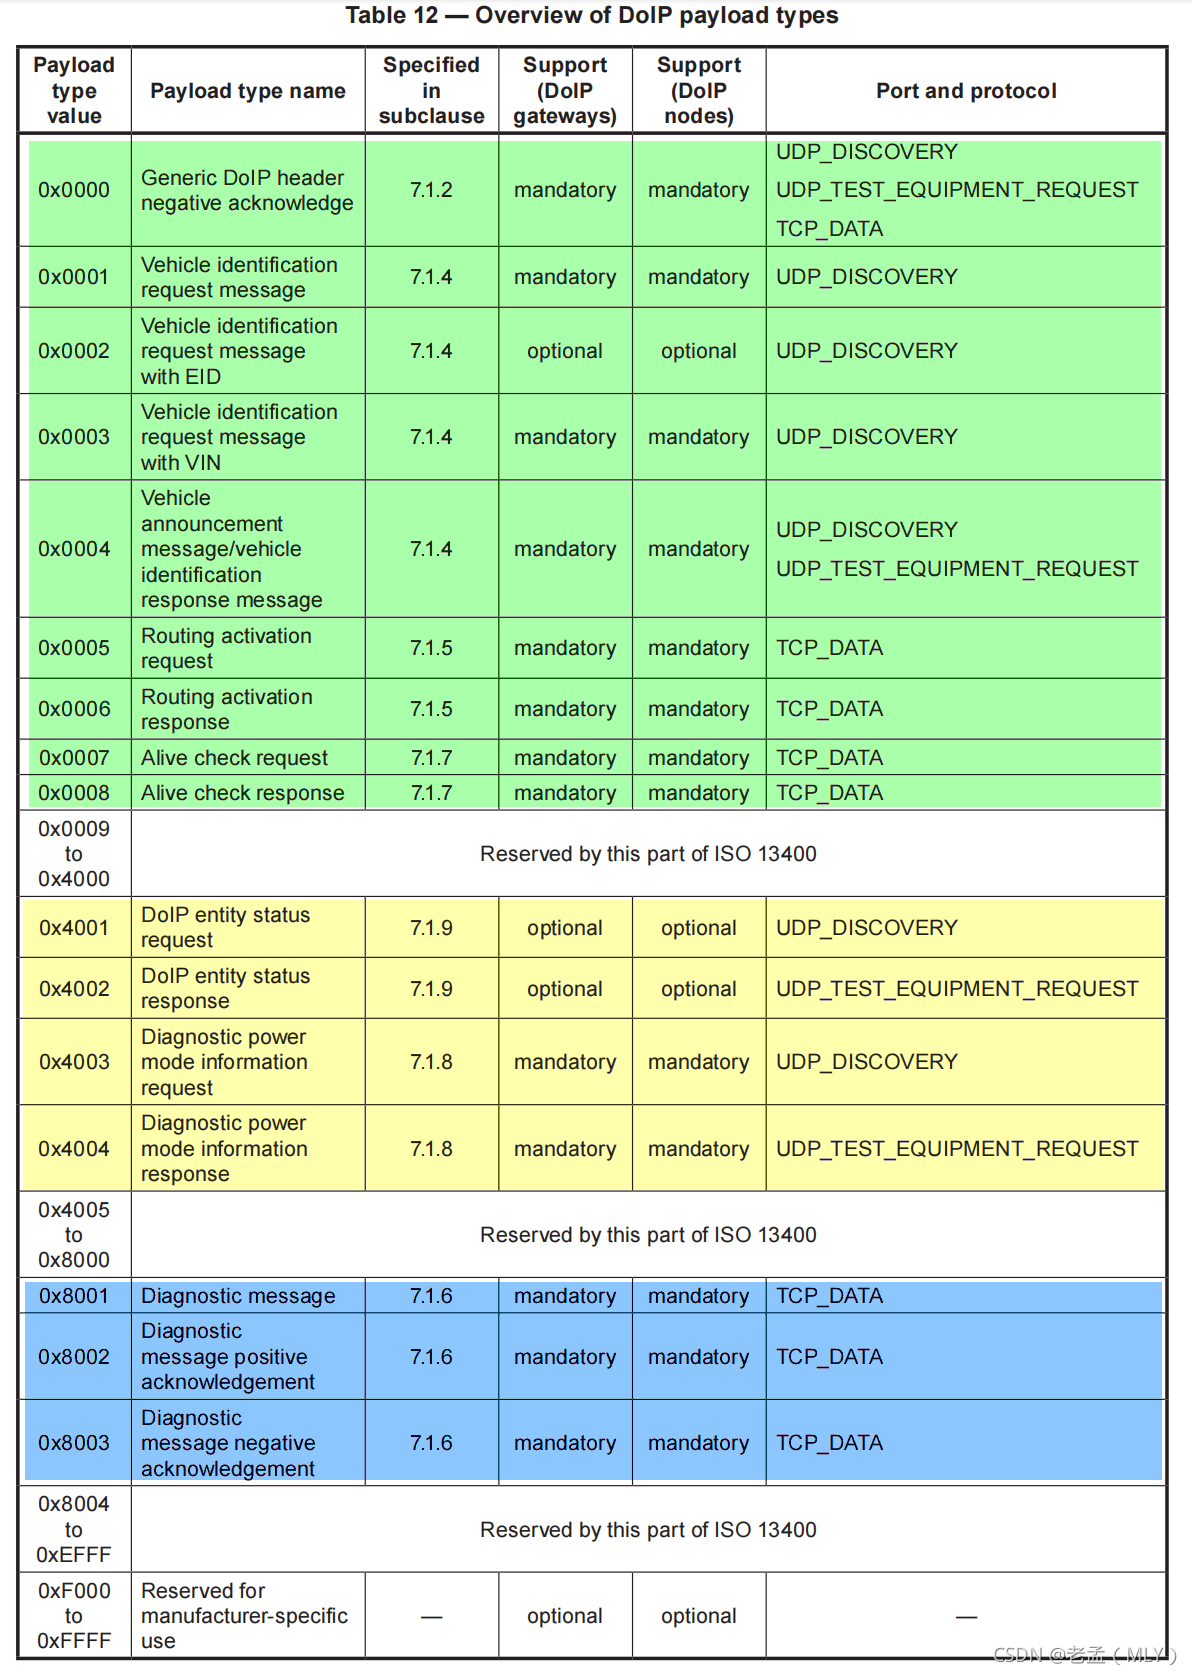 Table 12 — Overview of DoIP payload types
Payload type value
Payload type name
Specified in subclause
Support (DoIP gateways)
Support (DoIP nodes)
Port and protocol
0x0000
Generic DoIP header
negative acknowledge
7.1.2
mandatory
mandatory
UDP_DISCOVERY
UDP_TEST_EQUIPMENT_REQUEST
TCP_DATA
0x0001
Vehicle identification
request message
7.1.4
mandatory
mandatory
UDP_DISCOVERY
0x0002
Vehicle identification
request message
with EID
7.1.4
optional
optional
UDP_DISCOVERY
0x0003
Vehicle identification
request message
with VIN
7.1.4
mandatory
mandatory
UDP_DISCOVERY
0x0004
Vehicle
announcement
message/vehicle
identification
response message
7.1.4
mandatory
mandatory
UDP_DISCOVERY
UDP_TEST_EQUIPMENT_REQUEST
0x0005
Routing activation
request
7.1.5
mandatory
mandatory
TCP_DATA
0x0006
Routing activation
response
7.1.5
mandatory
mandatory
TCP_DATA
0x0007
Alive check request
7.1.7
mandatory
mandatory
TCP_DATA
0x0008
Alive check response
7.1.7
mandatory
mandatory
TCP_DATA
0x0009
to
0x4000
Reserved by this part of ISO 13400
0x4001
DoIP entity status
request
7.1.9
optional
optional
UDP_DISCOVERY
0x4002
DoIP entity status
response
7.1.9
optional
optional
UDP_TEST_EQUIPMENT_REQUEST
0x4003
Diagnostic power
mode information
request
7.1.8
mandatory
mandatory
UDP_DISCOVERY
0x4004
Diagnostic power
mode information
response
7.1.8
mandatory
mandatory
UDP_TEST_EQUIPMENT_REQUEST
0x4005
to
0x8000
Reserved by this part of ISO 13400
0x8001
Diagnostic message
7.1.6
mandatory
mandatory
TCP_DATA
0x8002
Diagnostic
message positive
acknowledgement
7.1.6
mandatory
mandatory
TCP_DATA
0x8003
Diagnostic
message negative
acknowledgement
7.1.6
mandatory
mandatory
TCP_DATA
0x8004
to
0xEFFF
Reserved by this part of ISO 13400
0xF000
to
0xFFFF
Reserved for
manufacturer-specific
use
—
optional
optional
—
CSDN @老孟（MLY）